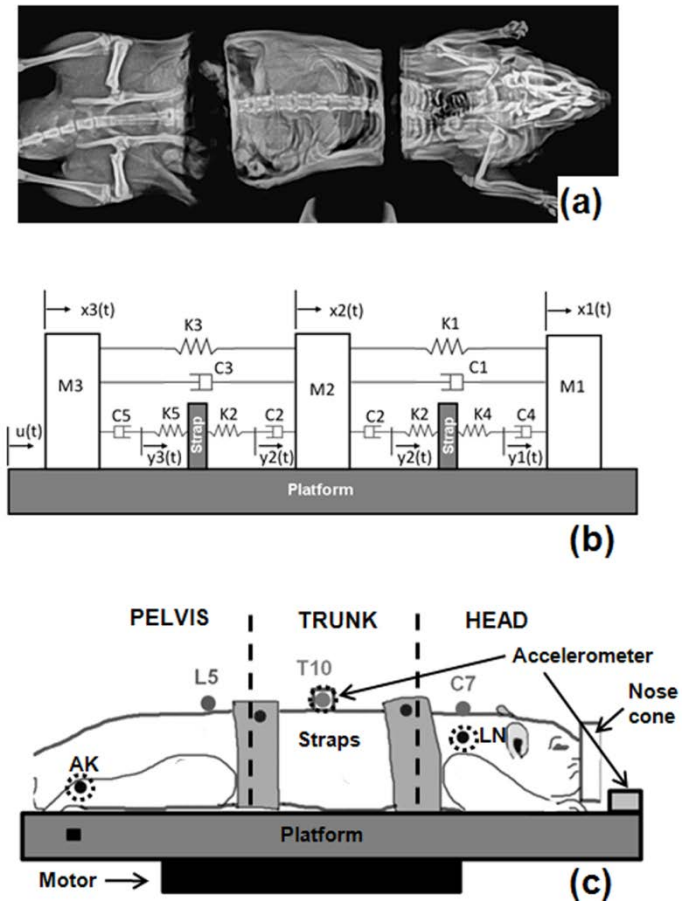 (a)
x3(t) x2(t) x1(t)
K3 K1
C3 C1
M3 M2 M1
C5 K5 K2 C2 C2 K2 K4 C4
u(t) Strap Strap
y3(t) y2(t) y2(t) y1(t)
Platform
(b)
PELVIS TRUNK HEAD
Accelerometer
L5 T10 C7
Nose
cone
Straps LN
AK
Platform
Motor
(c)